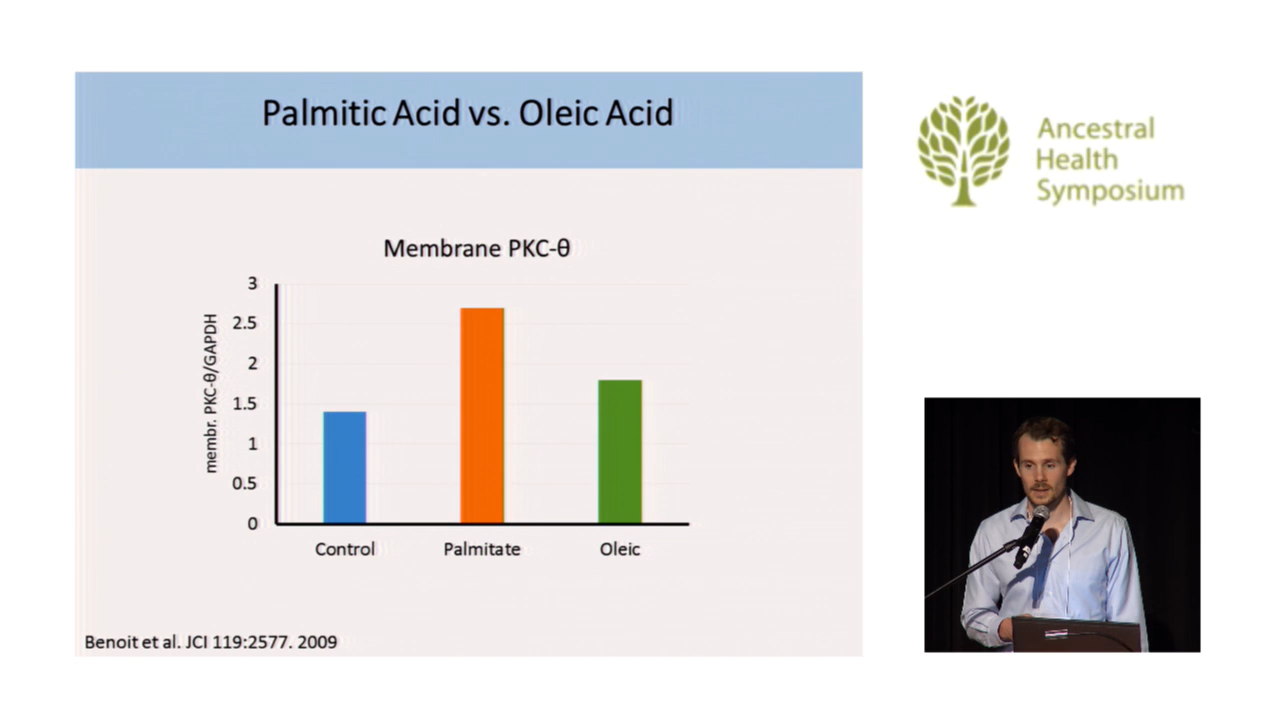 Palmitic Acid vs. Oleic Acid
Membrane PKC-θ
membr. PKC-θ/GAPDH
3
2.5
2
1.5
1
0.5
0
Control
Palmitate
Oleic
Benoit et al. JCI 119:2577. 2009
Ancestral
Health
Symposium